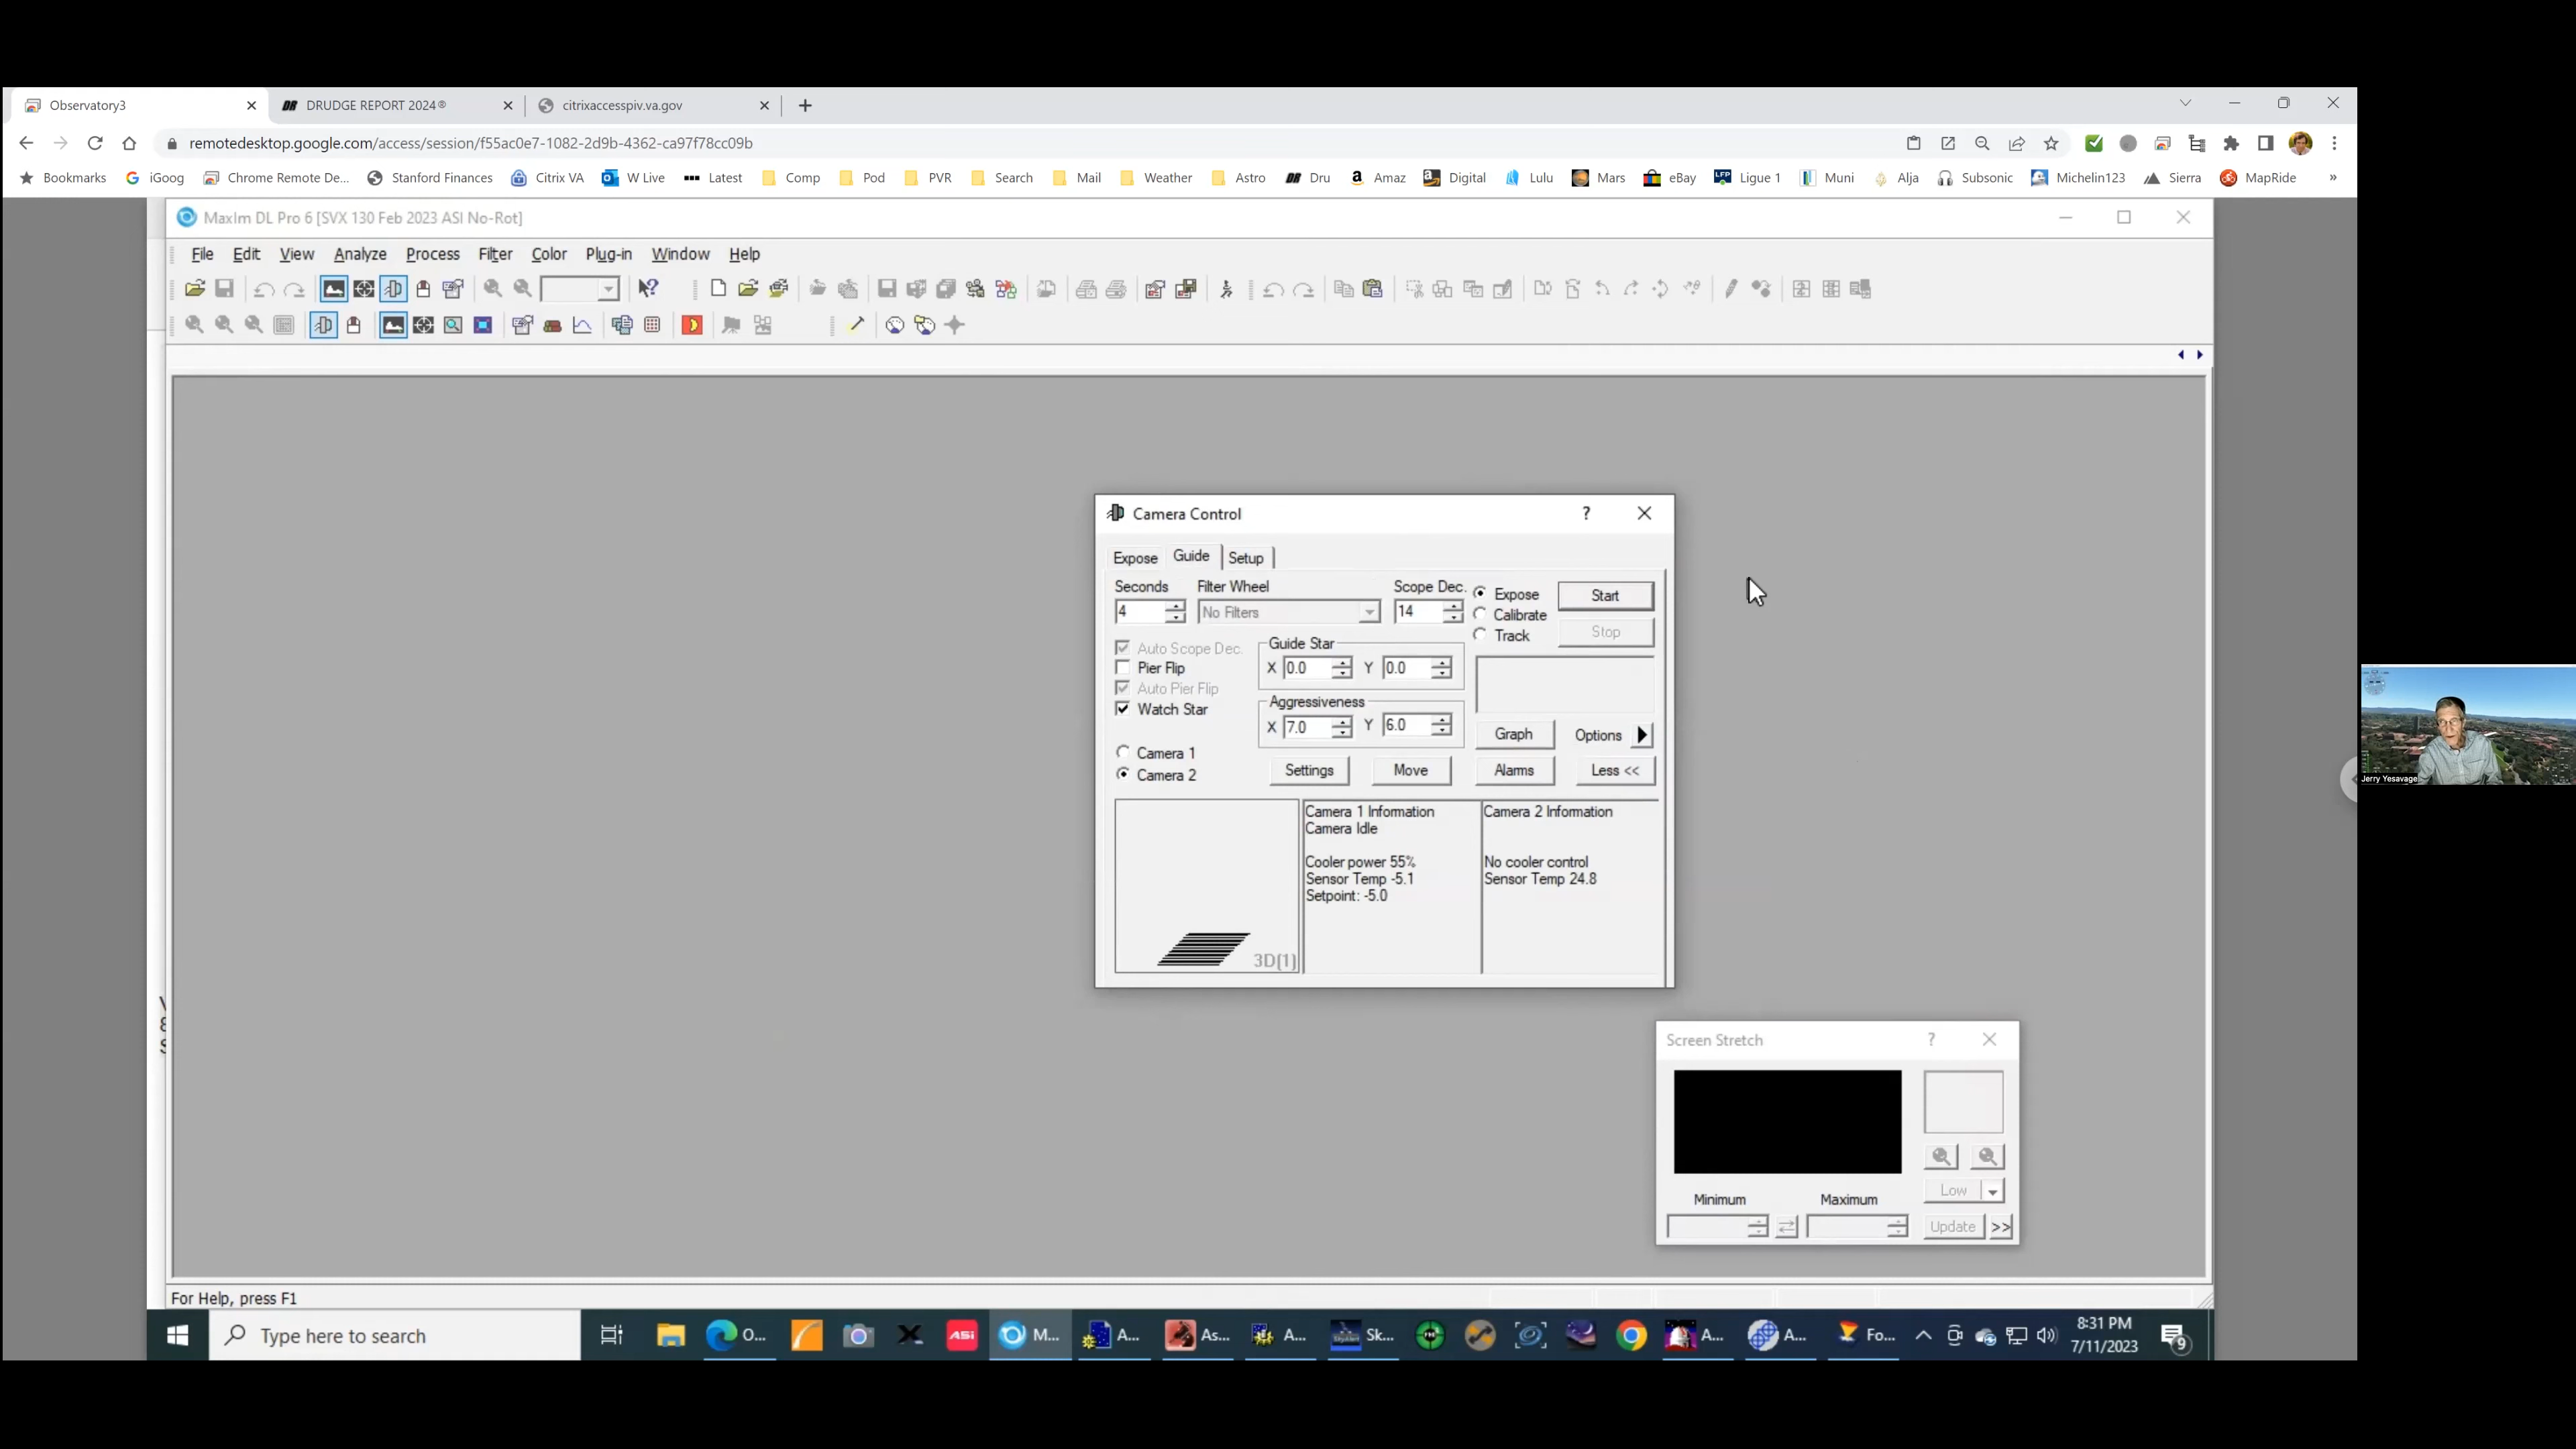 Observatory3
DRUDGE REPORT 2024®
citrixaccesspiv.va.gov
remotedesktop.google.com/access/session/f55ac0e7-1082-2d9b-4362-ca97f78cc09b
Bookmarks iGoog Chrome Remote De... Stanford Finances Citrix VA W Live Latest Comp Pod PVR Search Mail Weather Astro Dru Amaz Digital Lulu Mars eBay Ligue 1 Muni Alja Subsonic Michelin123 Sierra MapRide »
MaxIm DL Pro 6 [SVX 130 Feb 2023 ASI No-Rot]
File Edit View Analyze Process Filter Color Plug-in Window Help
Camera Control
Expose Guide Setup
Seconds Filter Wheel Scope Dec.
4 No Filters 14
Expose
Calibrate
Track
Start
Stop
Auto Scope Dec.
Pier Flip
Auto Pier Flip
Watch Star
Guide Star
X 0.0 Y 0.0
Aggressiveness
X 7.0 Y 6.0
Graph Options
Camera 1
Camera 2
Settings Move Alarms Less <<
3D(1)
Camera 1 Information
Camera Idle
Cooler power 55%
Sensor Temp -5.1
Setpoint: -5.0
Camera 2 Information
No cooler control
Sensor Temp 24.8
Jerry Yesavage
Screen Stretch
Low
Minimum Maximum
Update >>
For Help, press F1
Type here to search
O... ASI M... A... As... A... Sk... A... A... Fo...
8:31 PM
7/11/2023
9